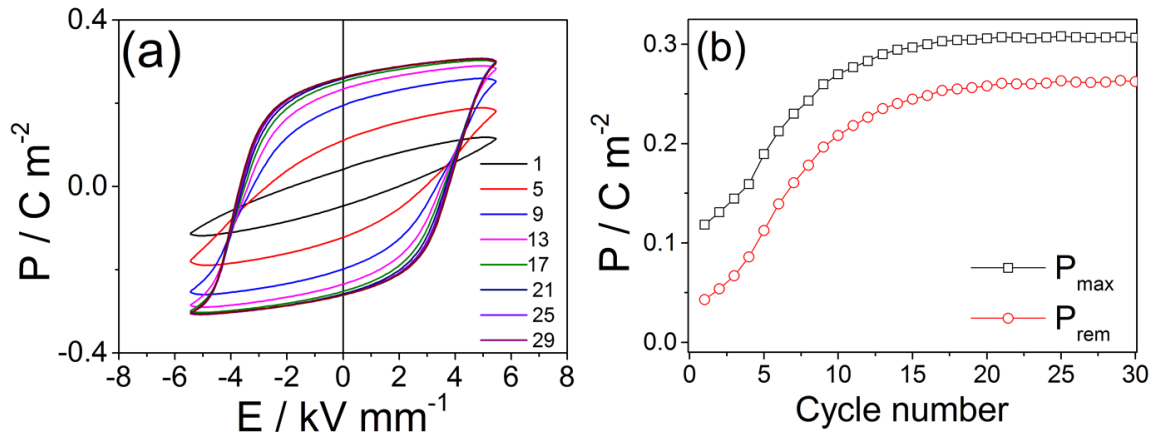 (a)
0.4
0.0
-0.4
P / C m⁻²
-8 -6 -4 -2 0 2 4 6 8
E / kV mm⁻¹
1
5
9
13
17
21
25
29
(b)
0.3
0.2
0.1
0.0
P / C m⁻²
0 5 10 15 20 25 30
Cycle number
P_max
P_rem